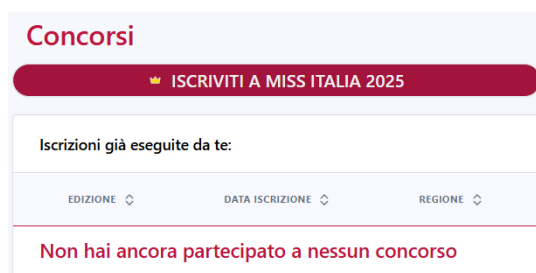 Concorsi
ISCRIVITI A MISS ITALIA 2025
Iscrizioni già eseguite da te:
EDIZIONE DATA ISCRIZIONE REGIONE
Non hai ancora partecipato a nessun concorso